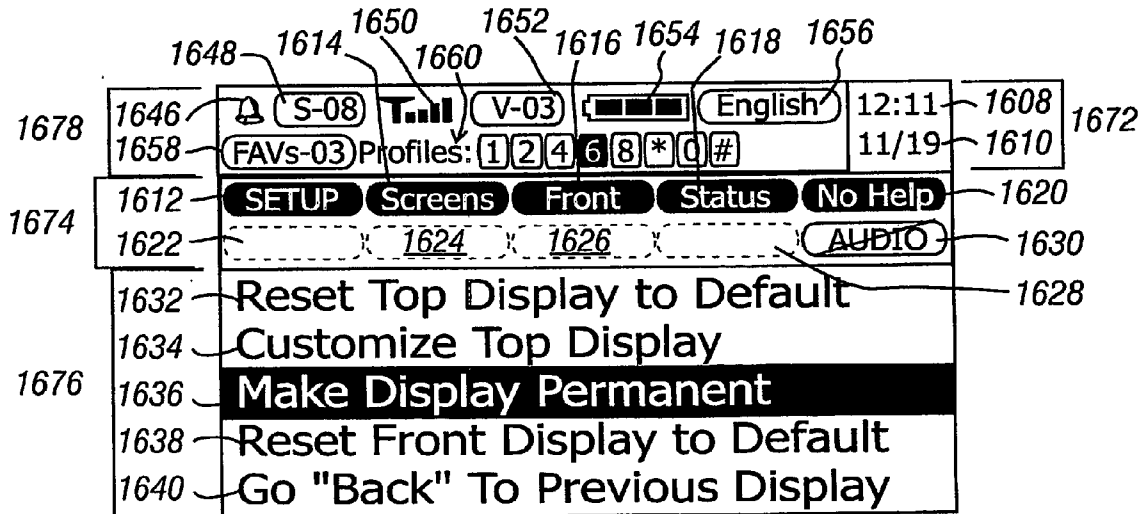 1648 1614 1650 1660 1652 1616 1654 1618 1656
1678 1646 S-08 V-03 English 12:11 1608 1672
1658 FAVs-03 Profiles: 1 2 4 6 8 * 0 # 11/19 1610
1674 1612 SETUP Screens Front Status No Help 1620
1622 1624 1626 AUDIO 1630
1628
1632 Reset Top Display to Default
1634 Customize Top Display
1676 1636 Make Display Permanent
1638 Reset Front Display to Default
1640 Go "Back" To Previous Display